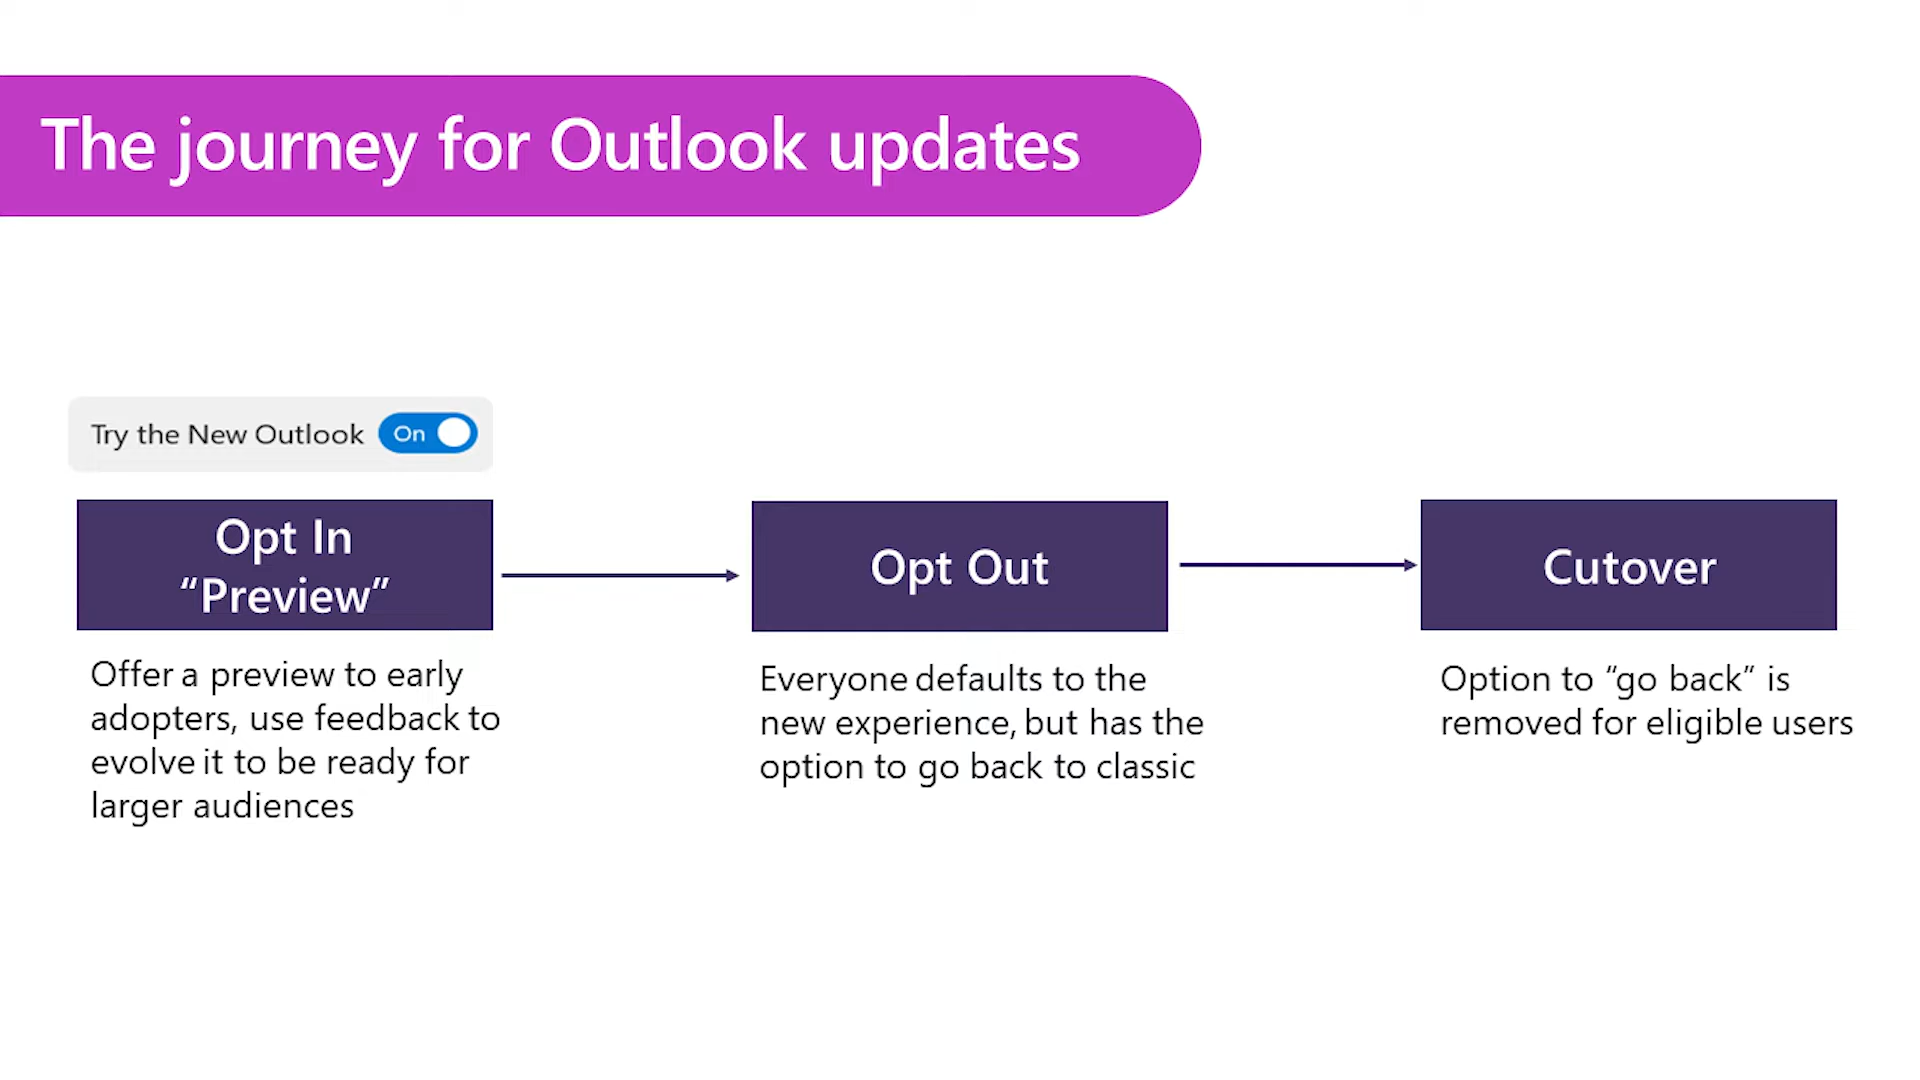 The journey for Outlook updates
Try the New Outlook On
Opt In
“Preview”
Offer a preview to early
adopters, use feedback to
evolve it to be ready for
larger audiences
Opt Out
Everyone defaults to the
new experience, but has the
option to go back to classic
Cutover
Option to “go back” is
removed for eligible users